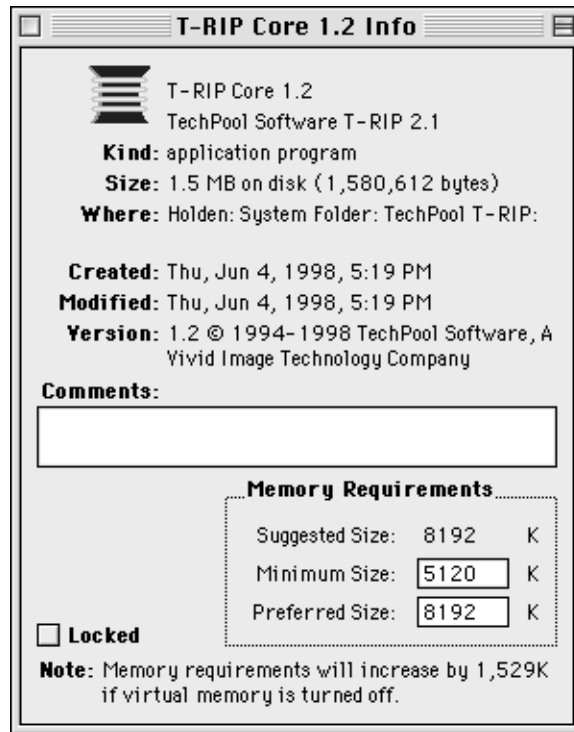 T-RIP Core 1.2 Info
T-RIP Core 1.2
TechPool Software T-RIP 2.1
Kind: application program
Size: 1.5 MB on disk (1,580,612 bytes)
Where: Holden: System Folder: TechPool T-RIP:
Created: Thu, Jun 4, 1998, 5:19 PM
Modified: Thu, Jun 4, 1998, 5:19 PM
Version: 1.2 © 1994-1998 TechPool Software, A
Vivid Image Technology Company
Comments:
Memory Requirements
Suggested Size: 8192 K
Minimum Size: 5120 K
Preferred Size: 8192 K
Locked
Note: Memory requirements will increase by 1,529K
if virtual memory is turned off.